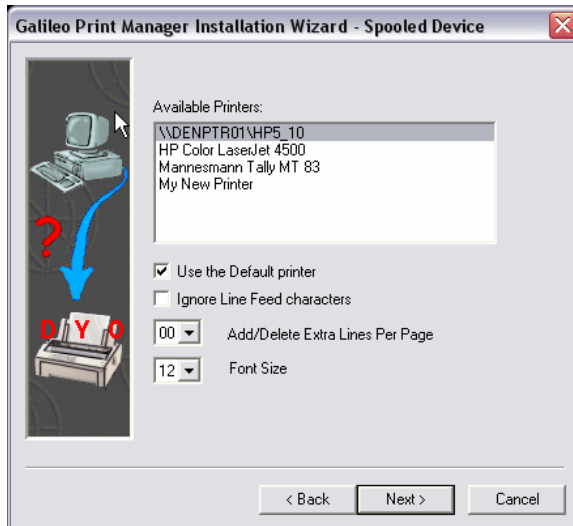 Galileo Print Manager Installation Wizard - Spooled Device
Available Printers:
\\DENPTR01\HP5_10
HP Color LaserJet 4500
Mannesmann Tally MT 83
My New Printer
Use the Default printer
Ignore Line Feed characters
00 Add/Delete Extra Lines Per Page
12 Font Size
?
D Y O
< Back Next > Cancel